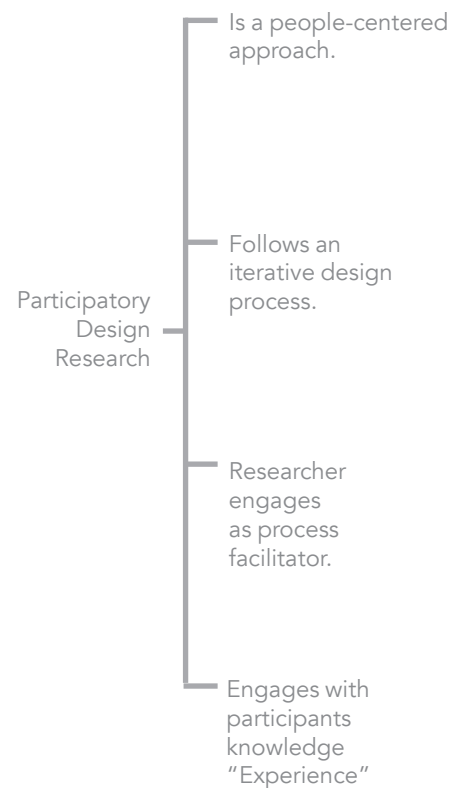 Participatory
Design
Research
Is a people-centered
approach.
Follows an
iterative design
process.
Researcher
engages
as process
facilitator.
Engages with
participants
knowledge
“Experience”